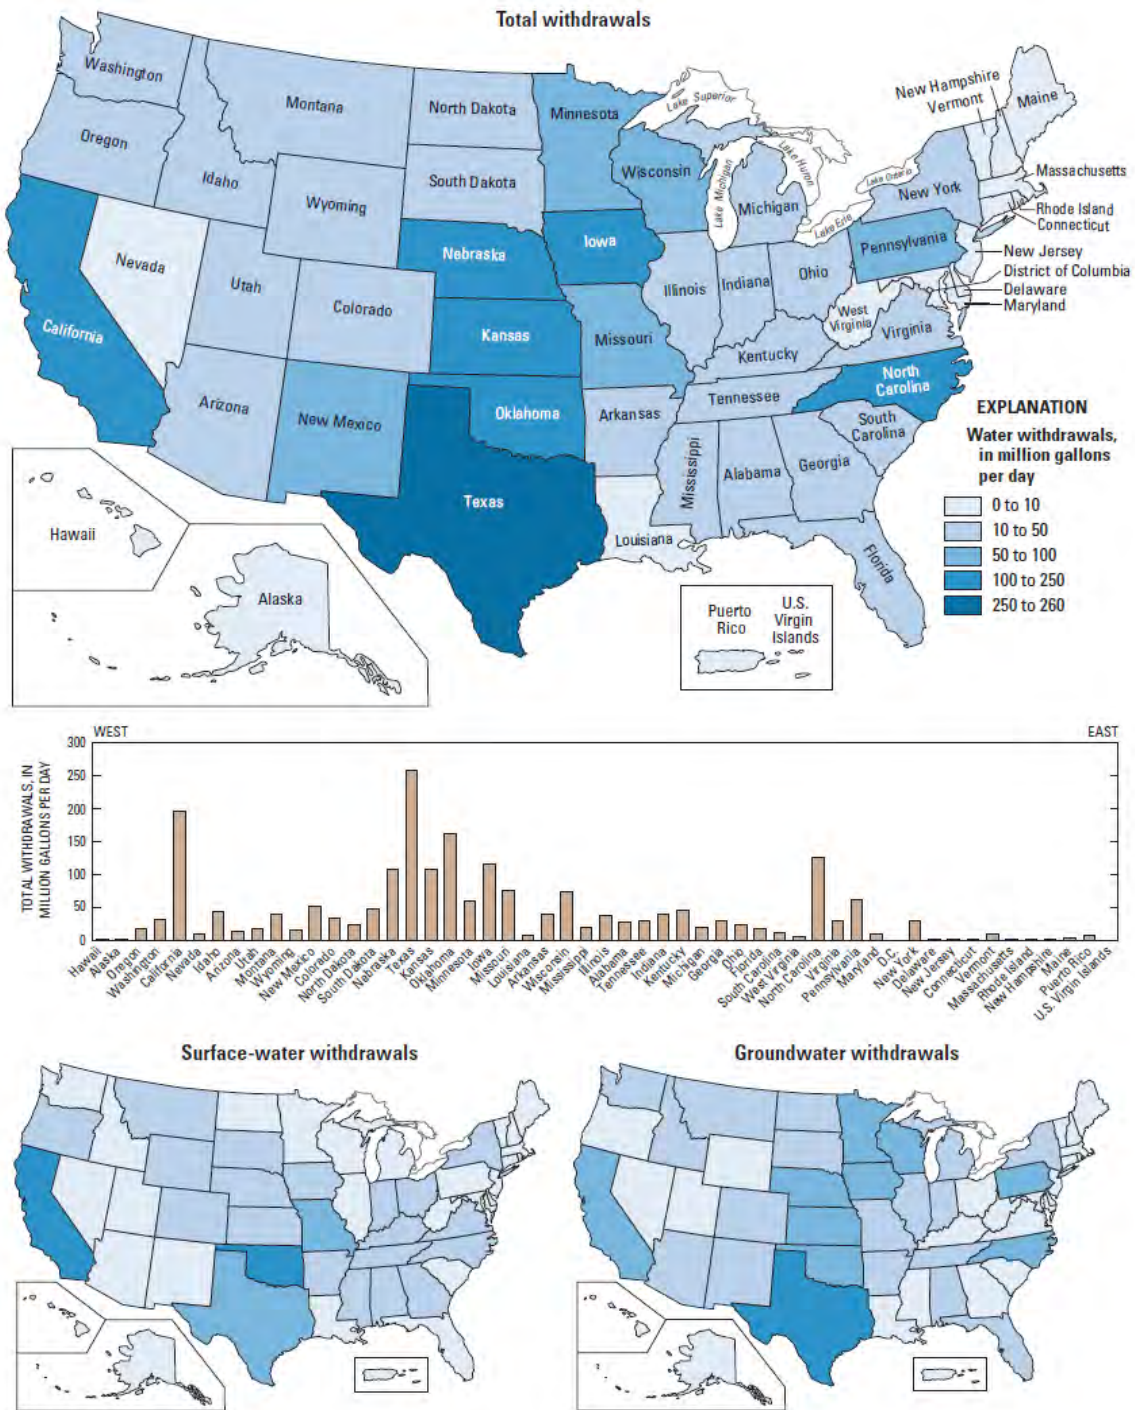 Total withdrawals
Washington
Oregon
Montana
Idaho
Wyoming
North Dakota
South Dakota
Minnesota
Wisconsin
Lake Superior
Lake Michigan
Lake Huron
Michigan
Lake Erie
Lake Ontario
New York
New Hampshire
Vermont
Maine
Massachusetts
Rhode Island
Connecticut
New Jersey
District of Columbia
Delaware
Maryland
Pennsylvania
Nevada
Utah
Colorado
California
Nebraska
Iowa
Kansas
Missouri
Illinois
Indiana
Ohio
West
Virginia
Virginia
Kentucky
Arizona
New Mexico
Oklahoma
Arkansas
Tennessee
North
Carolina
South
Carolina
Mississippi
Alabama
Georgia
Texas
Louisiana
Florida
Hawaii
Alaska
Puerto
Rico
U.S.
Virgin
Islands
EXPLANATION
Water withdrawals,
in million gallons
per day
0 to 10
10 to 50
50 to 100
100 to 250
250 to 260
WEST
EAST
TOTAL WITHDRAWALS, IN
MILLION GALLONS PER DAY
300
250
200
150
100
50
0
Hawaii
Alaska
Oregon
Washington
California
Nevada
Idaho
Arizona
Utah
Montana
Wyoming
New Mexico
Colorado
North Dakota
South Dakota
Nebraska
Texas
Kansas
Oklahoma
Minnesota
Iowa
Missouri
Louisiana
Arkansas
Wisconsin
Mississippi
Illinois
Alabama
Tennessee
Indiana
Kentucky
Michigan
Georgia
Ohio
Florida
South Carolina
West Virginia
North Carolina
Virginia
Pennsylvania
Maryland
D.C.
New York
Delaware
New Jersey
Connecticut
Vermont
Massachusetts
Rhode Island
New Hampshire
Maine
Puerto Rico
U.S. Virgin Islands
Surface-water withdrawals
Groundwater withdrawals